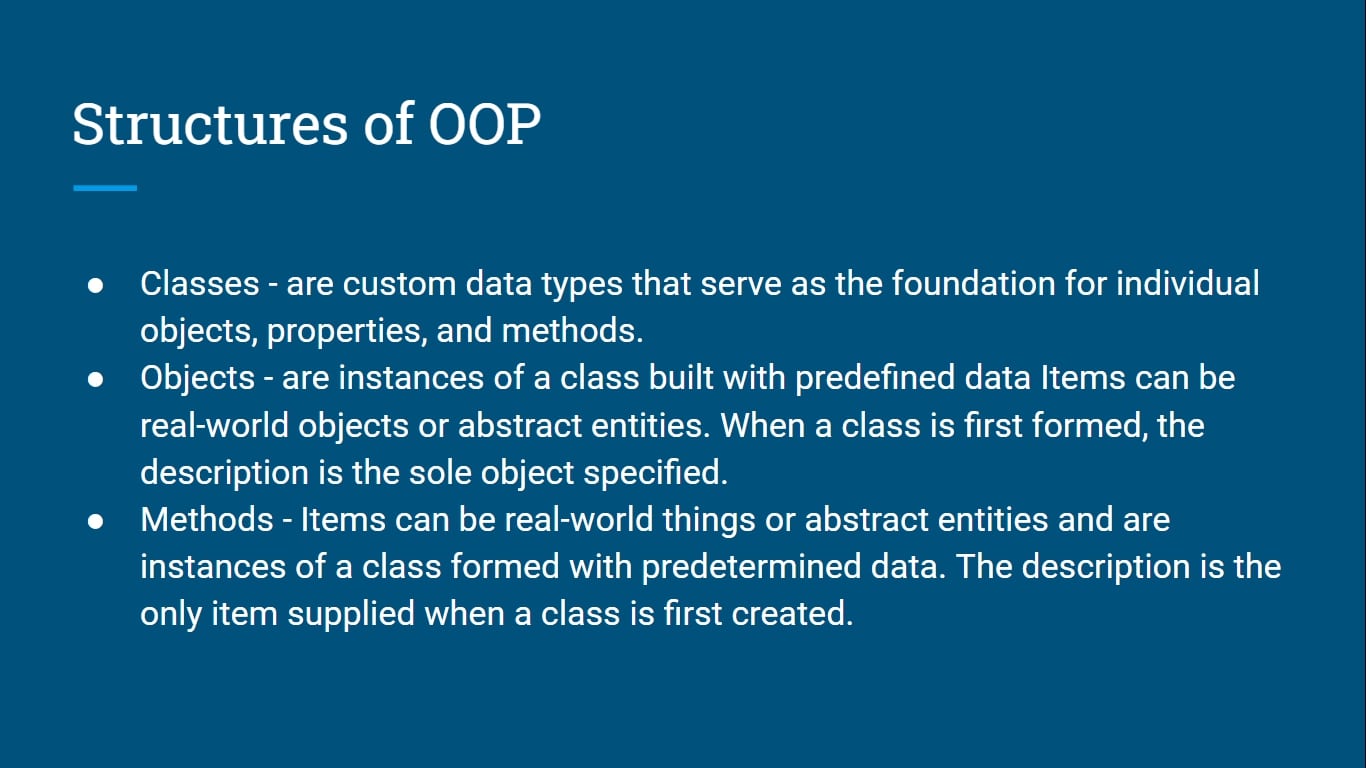 Structures of OOP
● Classes - are custom data types that serve as the foundation for individual
objects, properties, and methods.
● Objects - are instances of a class built with predefined data Items can be
real-world objects or abstract entities. When a class is first formed, the
description is the sole object specified.
● Methods - Items can be real-world things or abstract entities and are
instances of a class formed with predetermined data. The description is the
only item supplied when a class is first created.